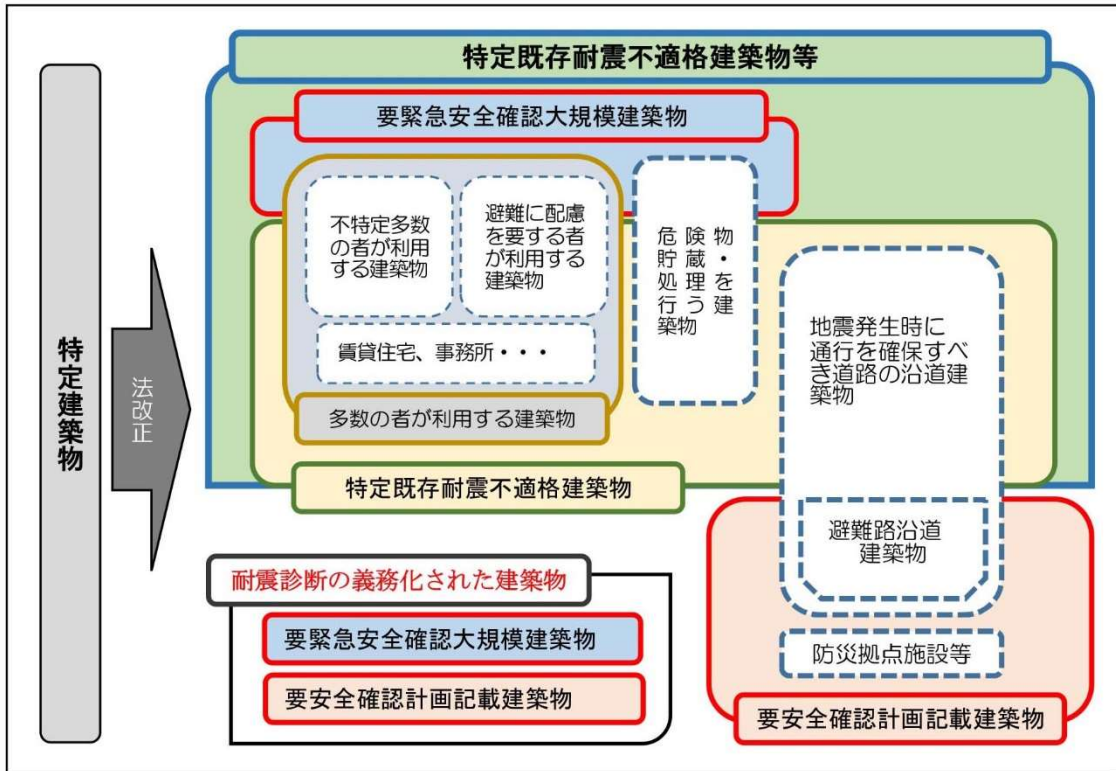 特定建築物
法改正
特定既存耐震不適格建築物等
要緊急安全確認大規模建築物
不特定多数
の者が利用
する建築物
避難に配慮
を要する者
が利用する
建築物
賃貸住宅、事務所・・・
多数の者が利用する建築物
危険物
貯蔵・
処理を
行う建
築物
地震発生時に
通行を確保すべ
き道路の沿道建
築物
特定既存耐震不適格建築物
避難路沿道
建築物
防災拠点施設等
要安全確認計画記載建築物
耐震診断の義務化された建築物
要緊急安全確認大規模建築物
要安全確認計画記載建築物